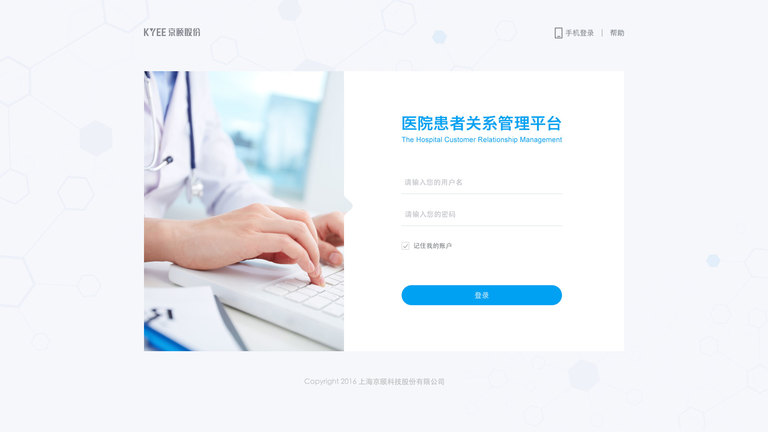 KYEE 京颐股份
手机登录 | 帮助
医院患者关系管理平台
The Hospital Customer Relationship Management
请输入您的用户名
请输入您的密码
记住我的账户
登录
Copyright 2016 上海京颐科技股份有限公司